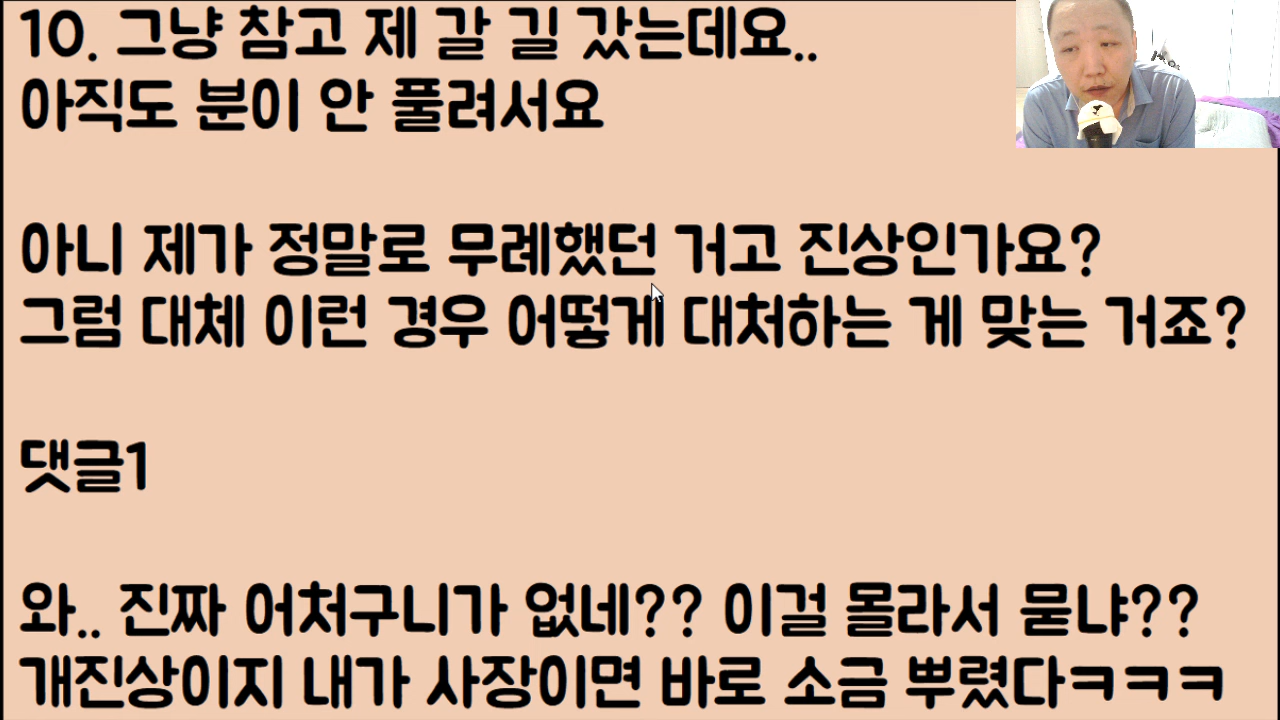 10. 그냥 참고 제 갈 길 갔는데요..
아직도 분이 안 풀려서요
아니 제가 정말로 무례했던 거고 진상인가요?
그럼 대체 이런 경우 어떻게 대처하는 게 맞는 거죠?
댓글1
와.. 진짜 어처구니가 없네?? 이걸 몰라서 묻냐??
개진상이지 내가 사장이면 바로 소금 뿌렸다ㅋㅋㅋ